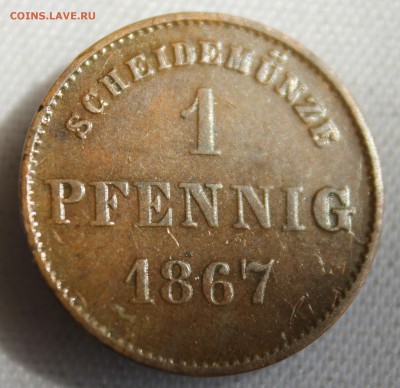 COINS.LAVE.RU
SCHEIDEMÜNZE
1
PFENNIG
1867